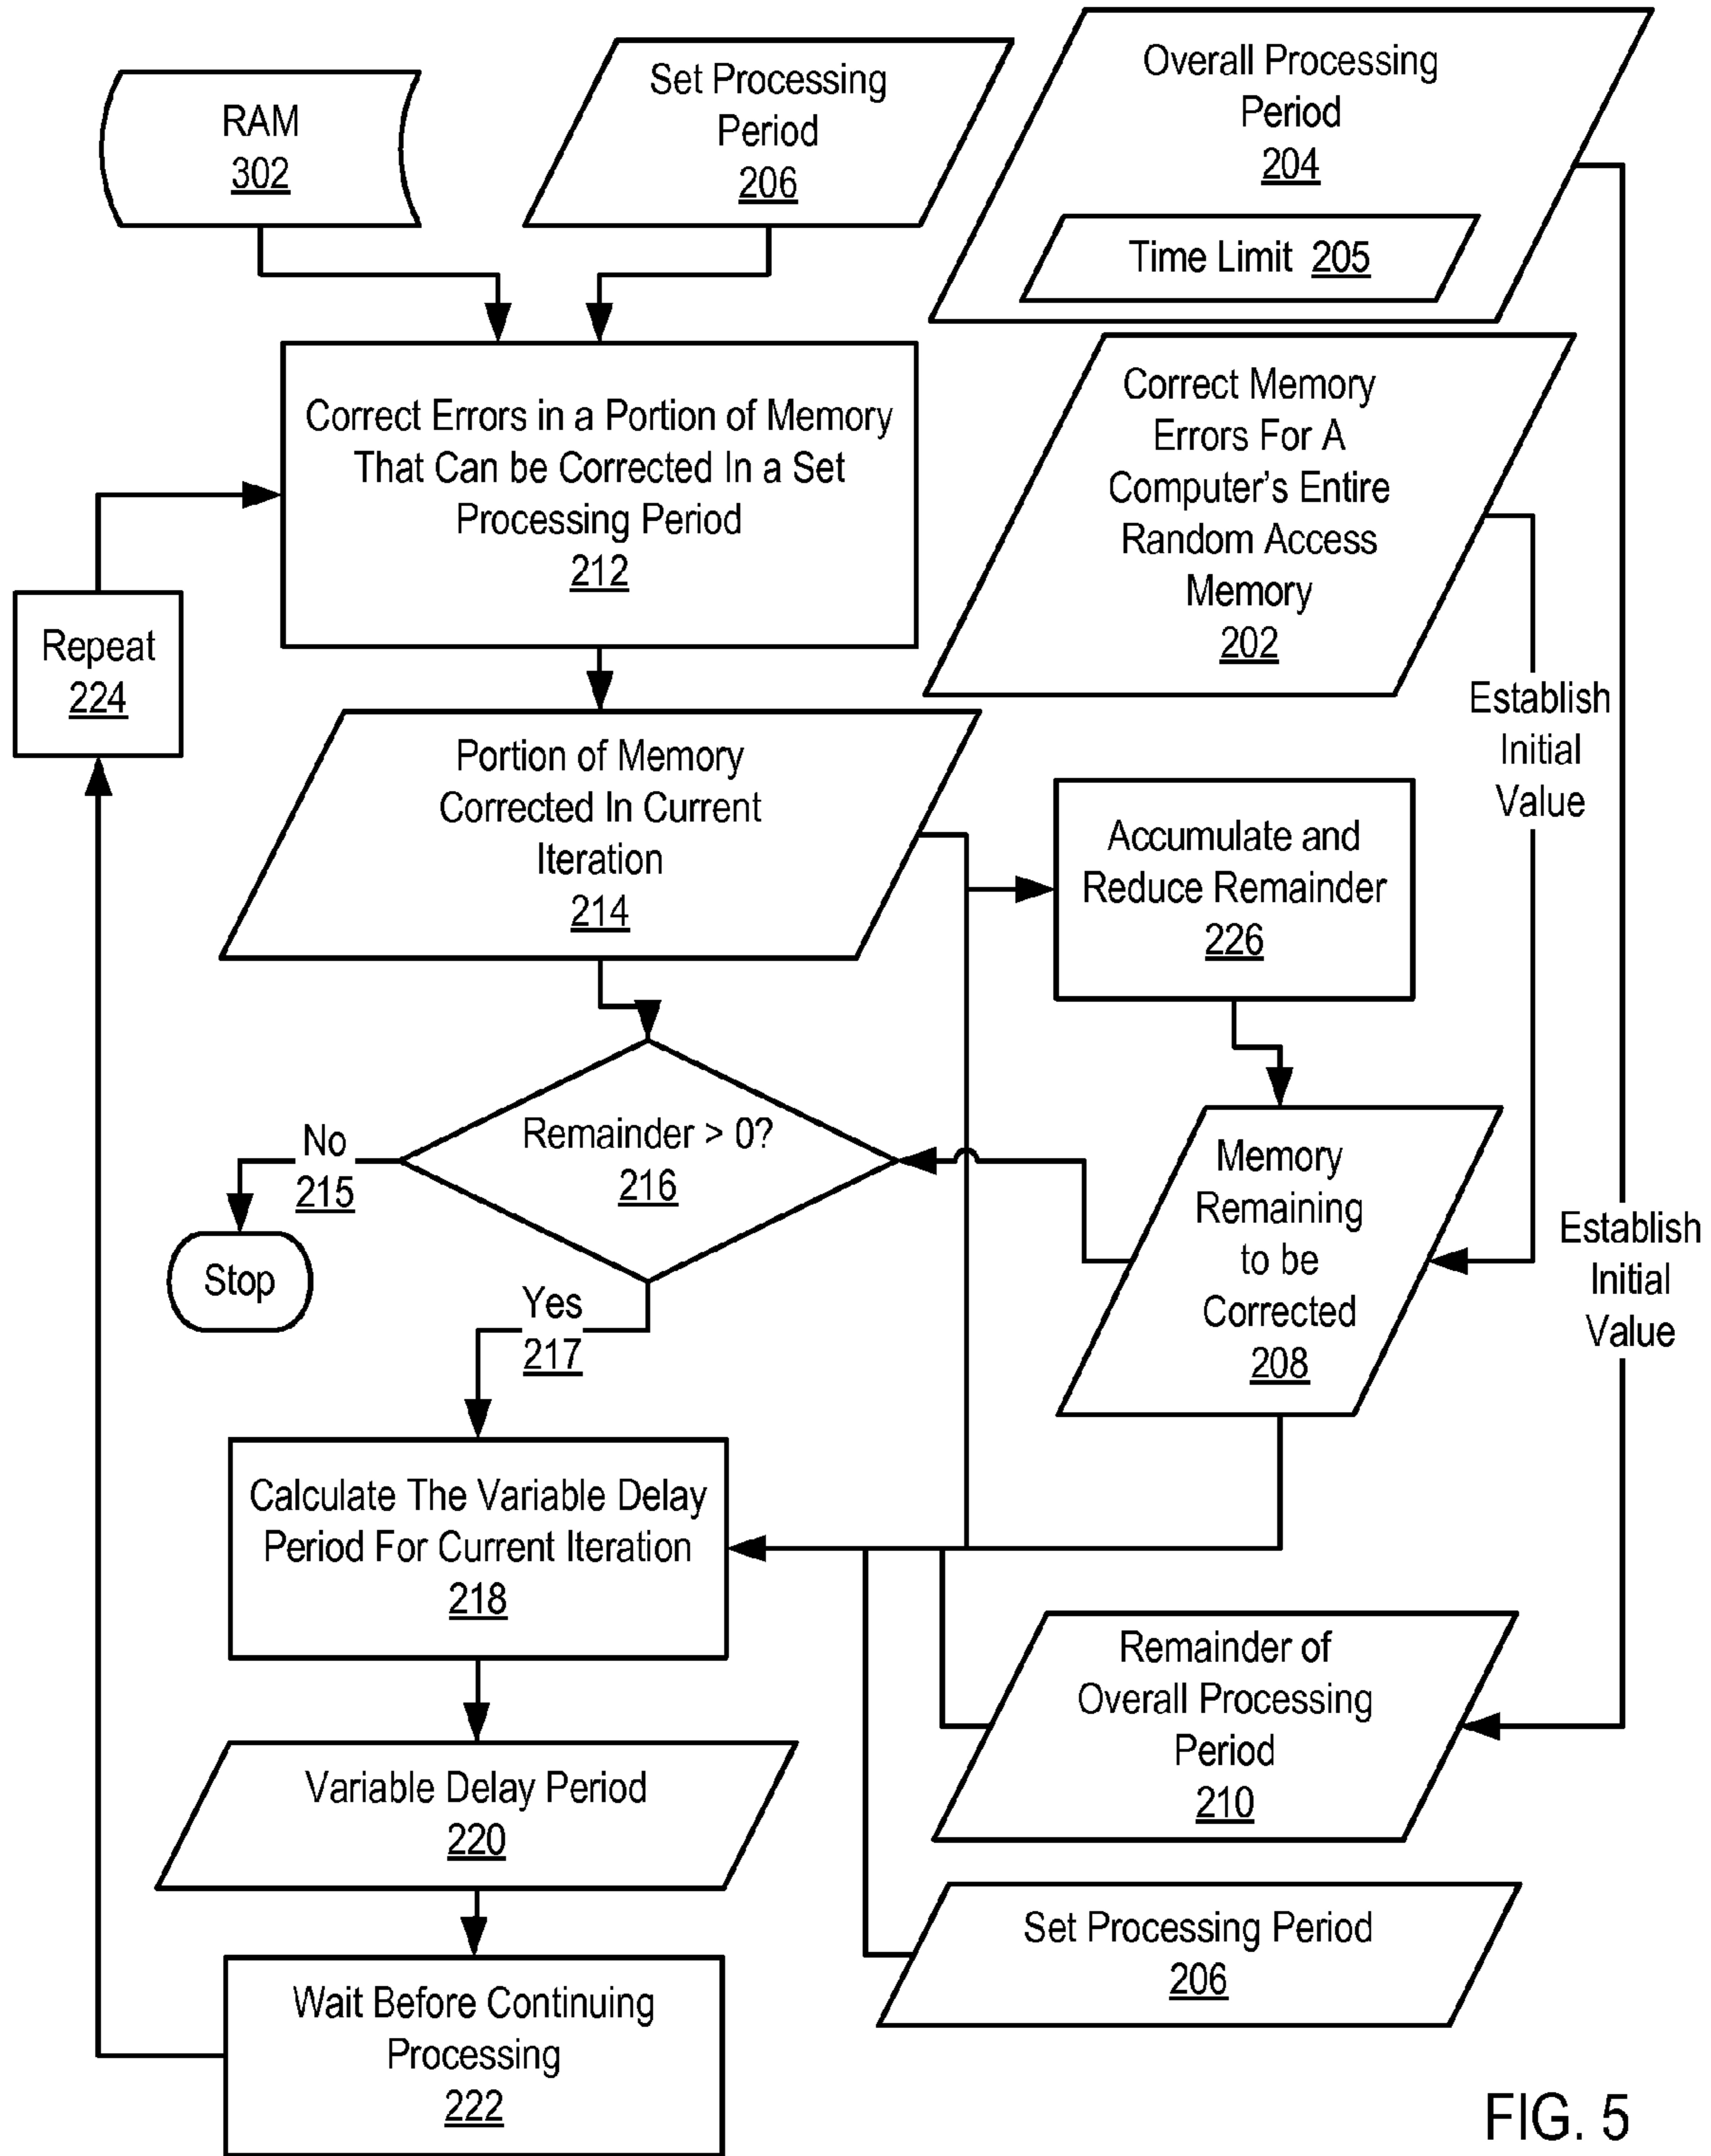 RAM
302
Set Processing
Period
206
Overall Processing
Period
204
Time Limit 205
Correct Errors in a Portion of Memory
That Can be Corrected In a Set
Processing Period
212
Correct Memory
Errors For A
Computer's Entire
Random Access
Memory
202
Repeat
224
Establish
Initial
Value
Portion of Memory
Corrected In Current
Iteration
214
Accumulate and
Reduce Remainder
226
Remainder > 0?
216
No
215
Stop
Memory
Remaining
to be
Corrected
208
Establish
Initial
Value
Yes
217
Calculate The Variable Delay
Period For Current Iteration
218
Remainder of
Overall Processing
Period
210
Variable Delay Period
220
Set Processing Period
206
Wait Before Continuing
Processing
222
FIG. 5